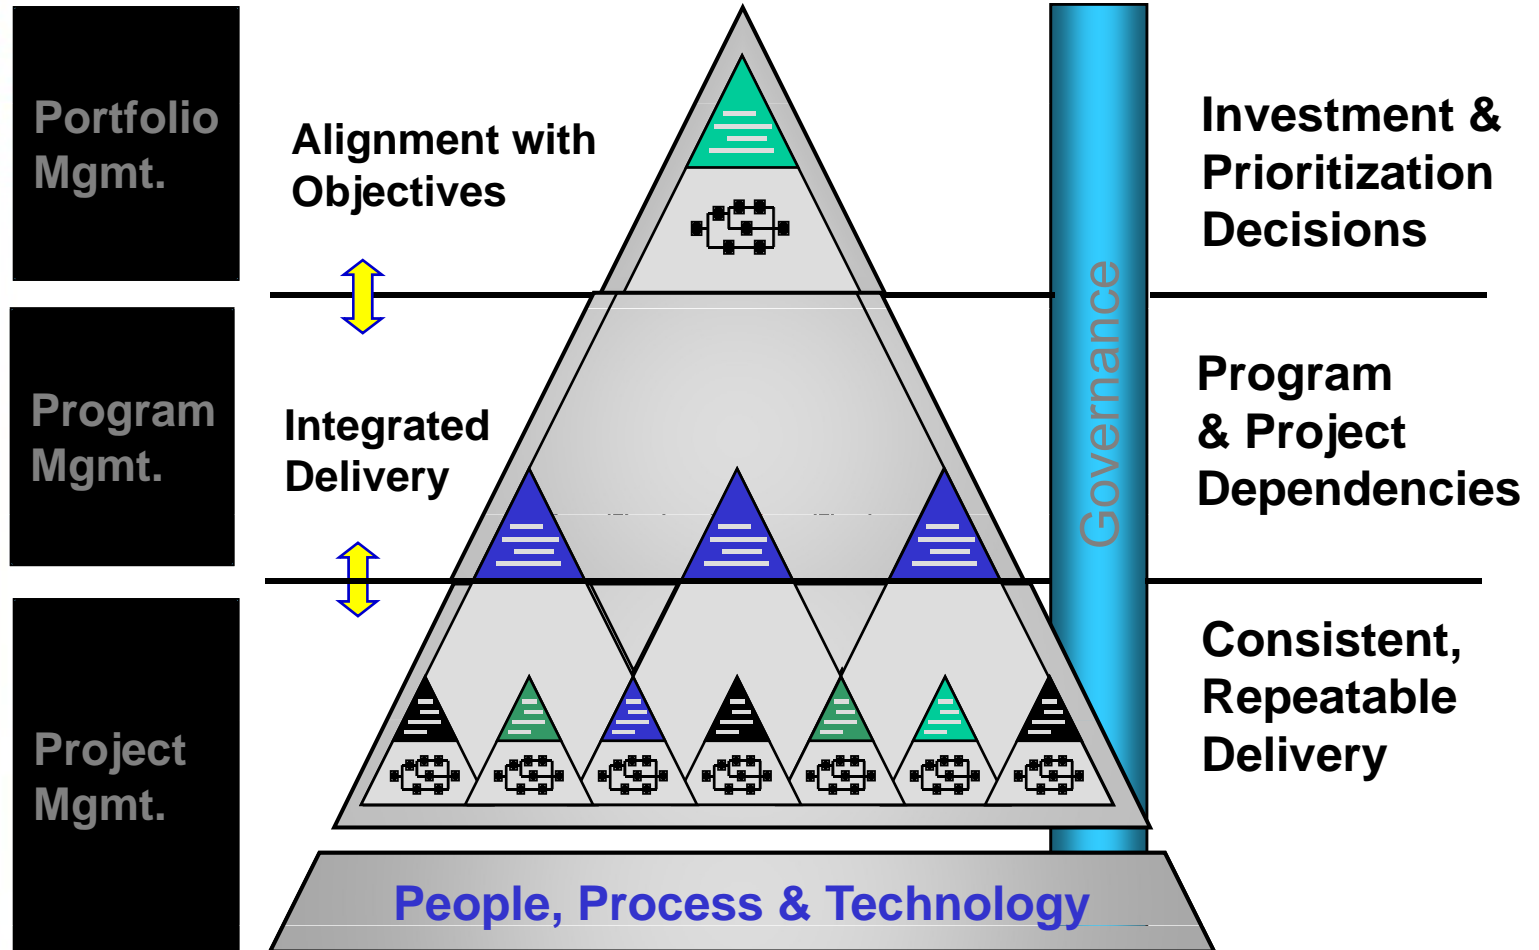 Portfolio
Mgmt.
Alignment with
Objectives
Investment &
Prioritization
Decisions
Governance
Program
Mgmt.
Integrated
Delivery
Program
& Project
Dependencies
Project
Mgmt.
Consistent,
Repeatable
Delivery
People, Process & Technology